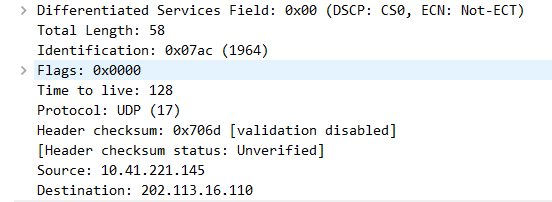 Differentiated Services Field: 0x00 (DSCP: CS0, ECN: Not-ECT)
Total Length: 58
Identification: 0x07ac (1964)
Flags: 0x0000
Time to live: 128
Protocol: UDP (17)
Header checksum: 0x706d [validation disabled]
[Header checksum status: Unverified]
Source: 10.41.221.145
Destination: 202.113.16.110